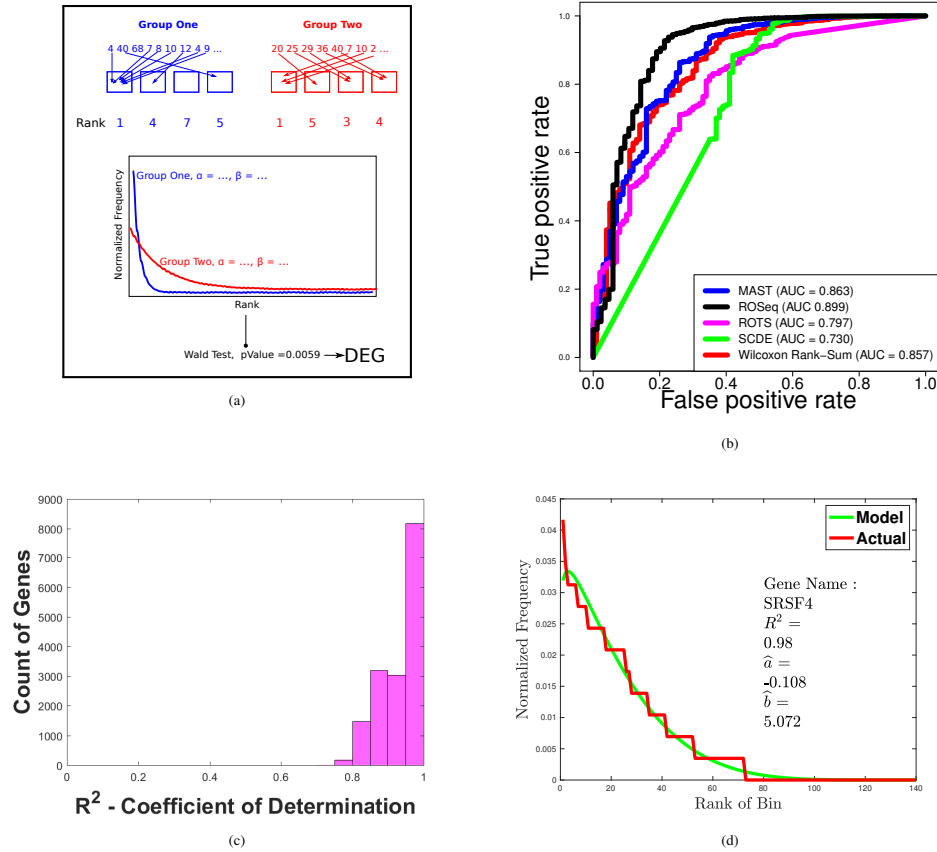 Group One
Group Two
4 40 68 7 8 10 12 4 9 ...
20 25 29 36 40 7 10 2 ...
Rank 1 4 7 5 1 5 3 4
Group One, α = ..., β = ...
Group Two, α = ..., β = ...
Normalized Frequency
Rank
Wald Test, pValue =0.0059 DEG
(a)
True positive rate
1.0
0.8
0.6
0.4
0.2
0.0
MAST (AUC = 0.863)
ROSeq (AUC 0.899)
ROTS (AUC = 0.797)
SCDE (AUC = 0.730)
Wilcoxon Rank−Sum (AUC = 0.857)
0.0 0.2 0.4 0.6 0.8 1.0
False positive rate
(b)
Count of Genes
9000
8000
7000
6000
5000
4000
3000
2000
1000
0
0 0.2 0.4 0.6 0.8 1
R² - Coefficient of Determination
(c)
Normalized Frequency
0.045
0.04
0.035
0.03
0.025
0.02
0.015
0.01
0.005
0
Model
Actual
Gene Name :
SRSF4
R² =
0.98
â =
-0.108
b̂ =
5.072
0 20 40 60 80 100 120 140
Rank of Bin
(d)